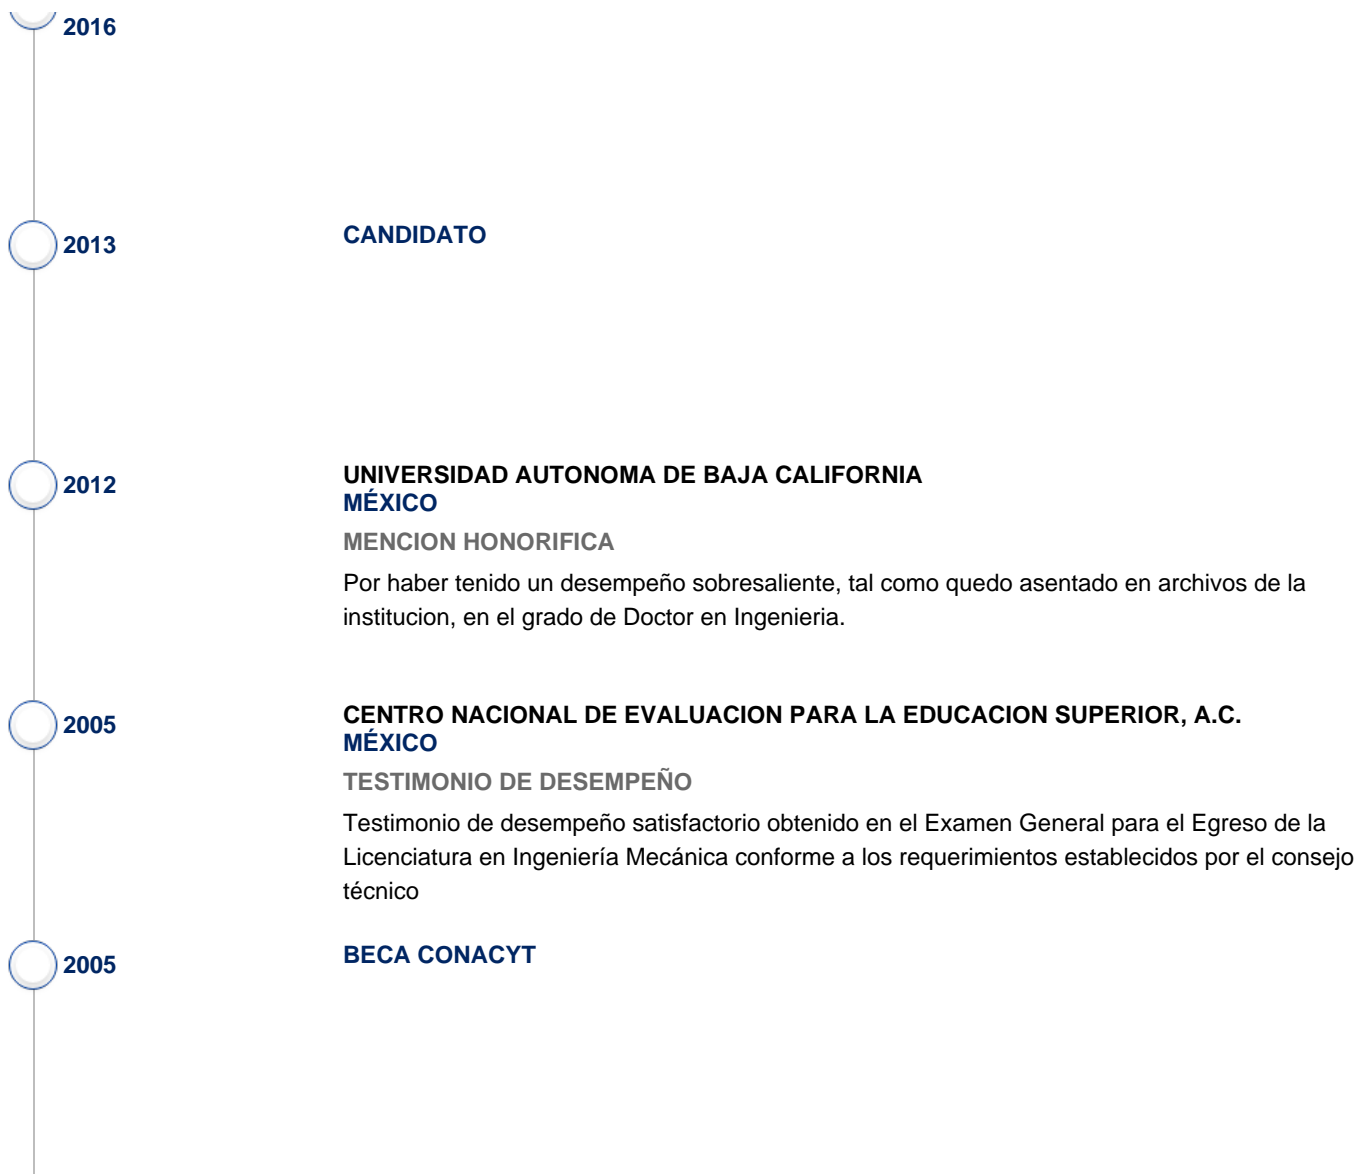 2016
2013
CANDIDATO
2012
UNIVERSIDAD AUTONOMA DE BAJA CALIFORNIA
MÉXICO
MENCION HONORIFICA
Por haber tenido un desempeño sobresaliente, tal como quedo asentado en archivos de la
institucion, en el grado de Doctor en Ingenieria.
2005
CENTRO NACIONAL DE EVALUACION PARA LA EDUCACION SUPERIOR, A.C.
MÉXICO
TESTIMONIO DE DESEMPEÑO
Testimonio de desempeño satisfactorio obtenido en el Examen General para el Egreso de la
Licenciatura en Ingeniería Mecánica conforme a los requerimientos establecidos por el consejo
técnico
2005
BECA CONACYT